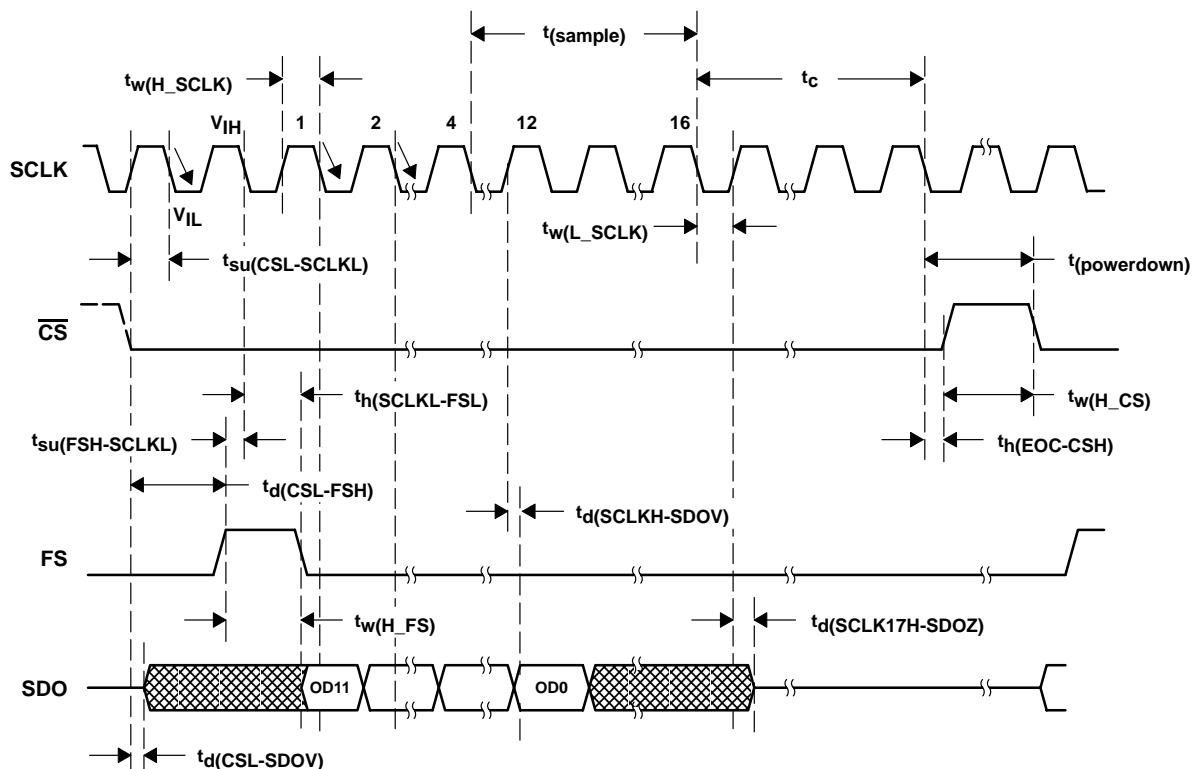 t(sample)
tw(H_SCLK)
tc
VIH
1
2
4
12
16
SCLK
VIL
tw(L_SCLK)
tsu(CSL-SCLKL)
t(powerdown)
CS
th(SCLKL-FSL)
tw(H_CS)
tsu(FSH-SCLKL)
th(EOC-CSH)
td(CSL-FSH)
td(SCLKH-SDOV)
FS
tw(H_FS)
td(SCLK17H-SDOZ)
SDO
OD11
OD0
td(CSL-SDOV)